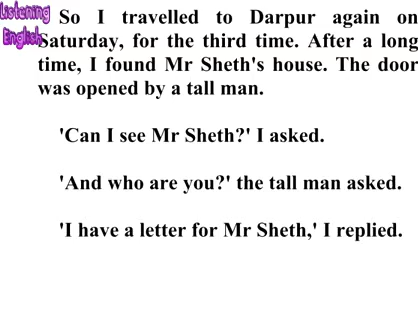 Listening
English
So I travelled to Darpur again on
Saturday, for the third time. After a long
time, I found Mr Sheth's house. The door
was opened by a tall man.
'Can I see Mr Sheth?' I asked.
'And who are you?' the tall man asked.
'I have a letter for Mr Sheth,' I replied.